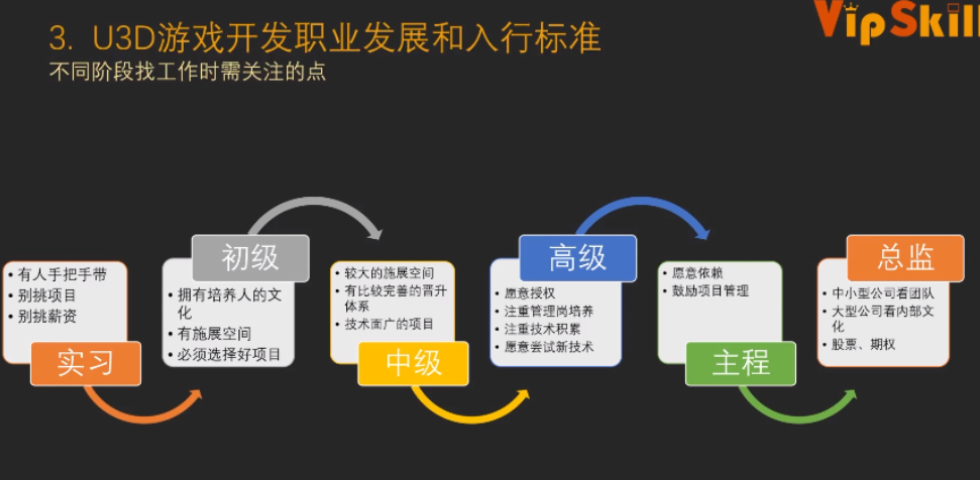 3. U3D游戏开发职业发展和入行标准
VipSkill
不同阶段找工作时需关注的点
• 有人手把手带
• 别挑项目
• 别挑薪资
实习
初级
• 拥有培养人的文
化
• 有施展空间
• 必须选择好项目
• 较大的施展空间
• 有比较完善的晋升
体系
• 技术面广的项目
中级
高级
• 愿意授权
• 注重管理岗培养
• 注重技术积累
• 愿意尝试新技术
• 愿意依赖
• 鼓励项目管理
主程
总监
• 中小型公司看团队
• 大型公司看内部文
化
• 股票、期权